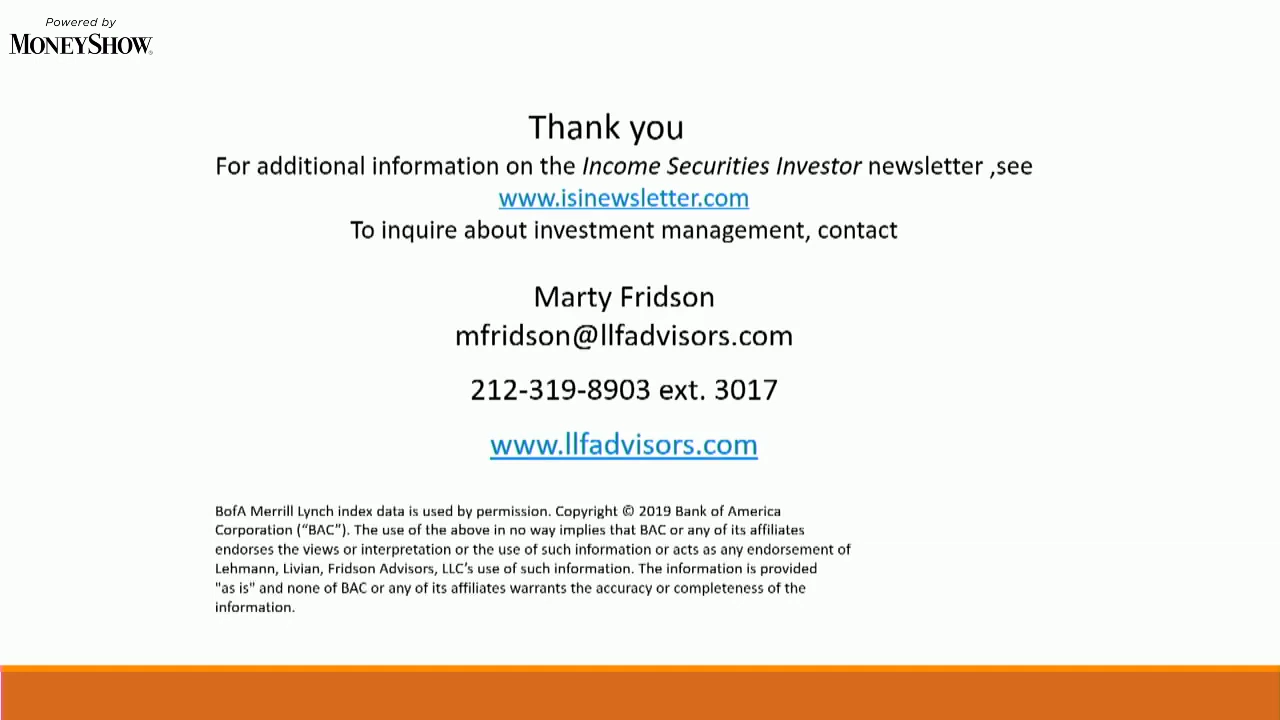 Powered by
MONEYSHOW®
Thank you
For additional information on the Income Securities Investor newsletter ,see
www.isinewsletter.com
To inquire about investment management, contact
Marty Fridson
mfridson@llfadvisors.com
212-319-8903 ext. 3017
www.llfadvisors.com
BofA Merrill Lynch index data is used by permission. Copyright © 2019 Bank of America
Corporation (“BAC”). The use of the above in no way implies that BAC or any of its affiliates
endorses the views or interpretation or the use of such information or acts as any endorsement of
Lehmann, Livian, Fridson Advisors, LLC’s use of such information. The information is provided
"as is" and none of BAC or any of its affiliates warrants the accuracy or completeness of the
information.